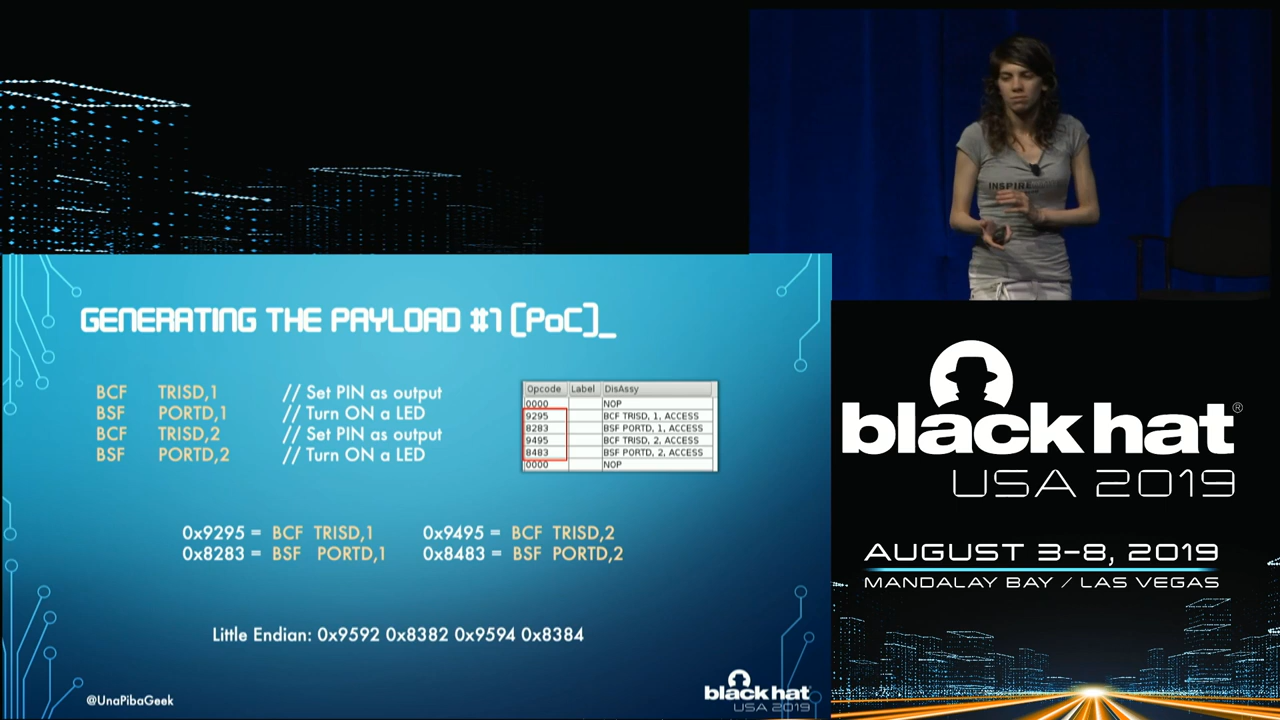 INSPIRE
GENERATING THE PAYLOAD #1 [PoC]_
BCF TRISD,1 // Set PIN as output
BSF PORTD,1 // Turn ON a LED
BCF TRISD,2 // Set PIN as output
BSF PORTD,2 // Turn ON a LED
Opcode Label DisAssy
0000 NOP
9295 BCF TRISD, 1, ACCESS
8283 BSF PORTD, 1, ACCESS
9495 BCF TRISD, 2, ACCESS
8483 BSF PORTD, 2, ACCESS
0000 NOP
0x9295 = BCF TRISD,1 0x9495 = BCF TRISD,2
0x8283 = BSF PORTD,1 0x8483 = BSF PORTD,2
Little Endian: 0x9592 0x8382 0x9594 0x8384
@UnaPibaGeek
black hat
USA 2019
black hat®
USA 2019
AUGUST 3-8, 2019
MANDALAY BAY / LAS VEGAS